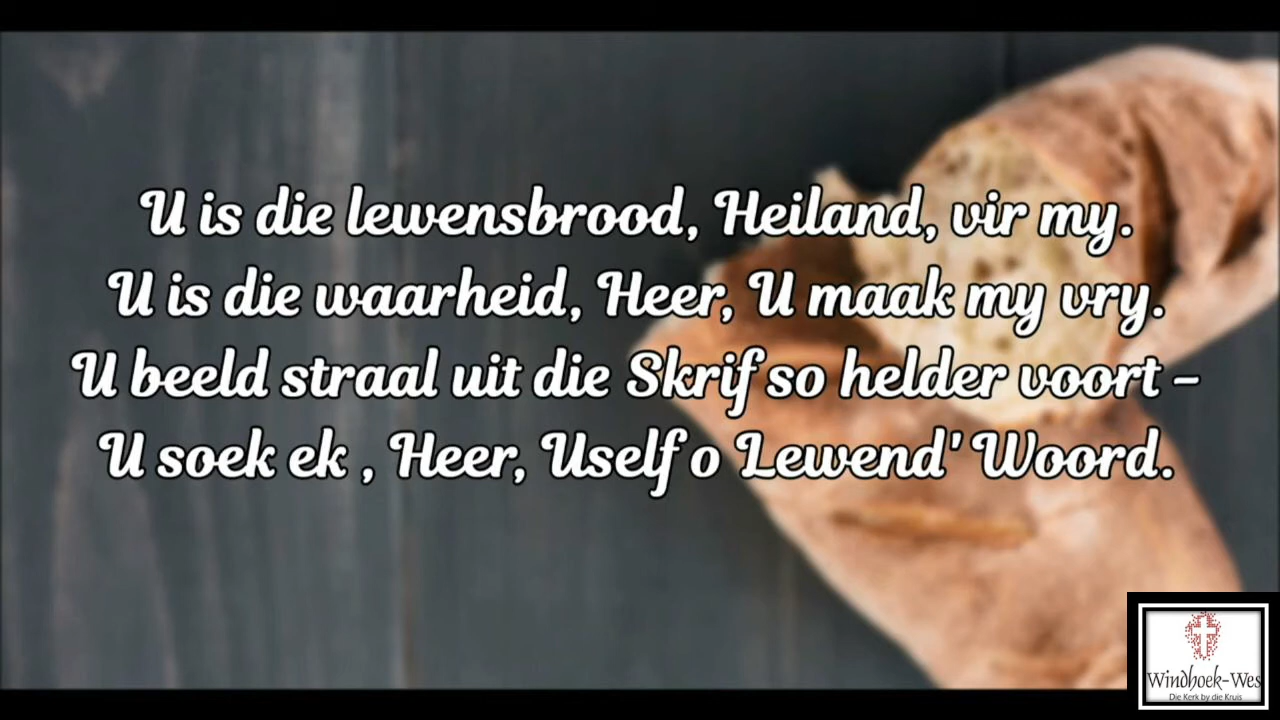 U is die lewensbrood, Heiland, vir my.
U is die waarheid, Heer, U maak my vry.
U beeld straal uit die Skrif so helder voort –
U soek ek , Heer, Uself o Lewend' Woord.
Windhoek-Wes
Die Kerk by die Kruis